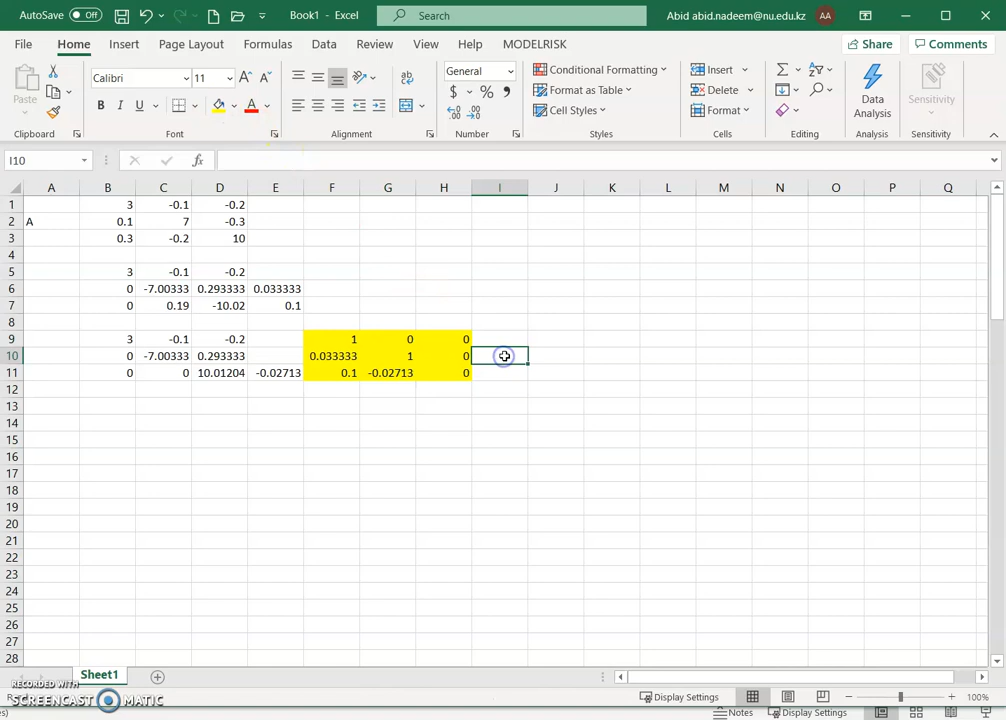 AutoSave Off Book1 - Excel Search Abid abid.nadeem@nu.edu.kz AA
File Home Insert Page Layout Formulas Data Review View Help MODELRISK Share Comments
Paste Calibri 11 General Conditional Formatting Insert
B I U A $ % Format as Table Delete Data Analysis Sensitivity
Cell Styles Format
Clipboard Font Alignment Number Styles Cells Editing Analysis Sensitivity
I10 fx
A B C D E F G H I J K L M N O P Q
1 3 -0.1 -0.2
2 A 0.1 7 -0.3
3 0.3 -0.2 10
4
5 3 -0.1 -0.2
6 0 -7.00333 0.293333 0.033333
7 0 0.19 -10.02 0.1
8
9 3 -0.1 -0.2 1 0 0
10 0 -7.00333 0.293333 0.033333 1 0
11 0 0 10.01204 -0.02713 0.1 -0.02713 0
12
13
14
15
16
17
18
19
20
21
22
23
24
25
26
27
28
Sheet1
RECORDED WITH
SCREENCAST MATIC
Display Settings 100%
Notes Display Settings